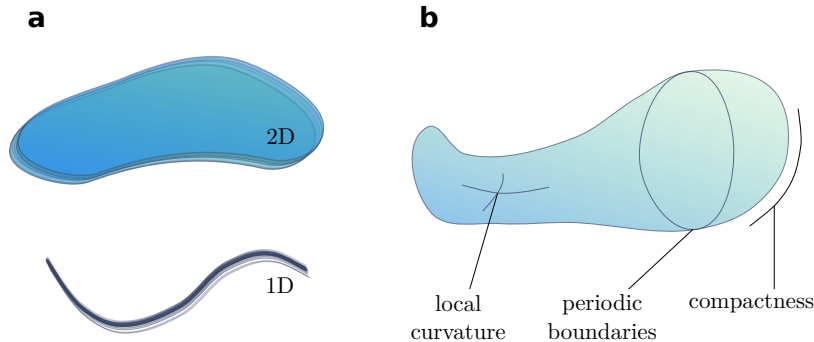 a
b
2D
1D
local
curvature
periodic
boundaries
compactness